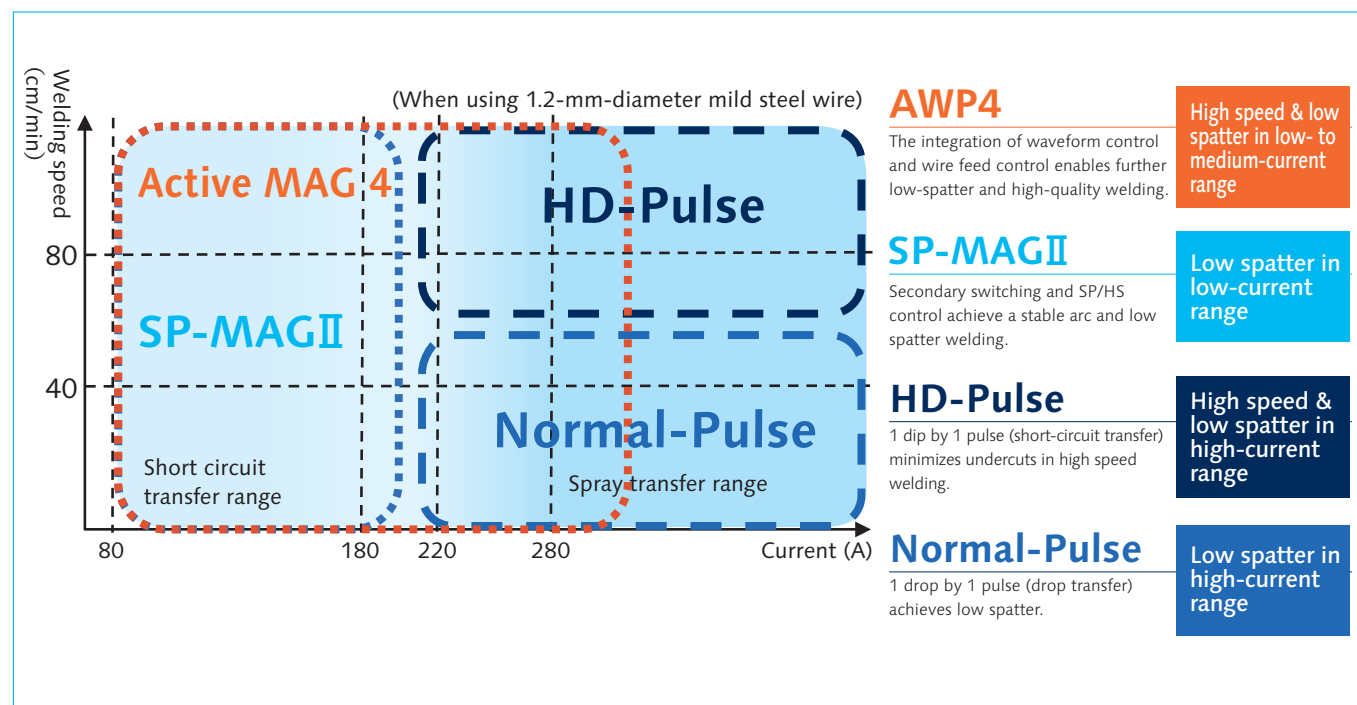 Welding speed
(cm/min)
(When using 1.2-mm-diameter mild steel wire)
Active MAG 4
HD-Pulse
80
SP-MAGⅡ
40
Normal-Pulse
Short circuit
transfer range
Spray transfer range
80
180
220
280
Current (A)
AWP4
The integration of waveform control
and wire feed control enables further
low-spatter and high-quality welding.
High speed & low
spatter in low- to
medium-current
range
SP-MAGⅡ
Secondary switching and SP/HS
control achieve a stable arc and low
spatter welding.
Low spatter in
low-current
range
HD-Pulse
1 dip by 1 pulse (short-circuit transfer)
minimizes undercuts in high speed
welding.
High speed &
low spatter in
high-current
range
Normal-Pulse
1 drop by 1 pulse (drop transfer)
achieves low spatter.
Low spatter in
high-current
range